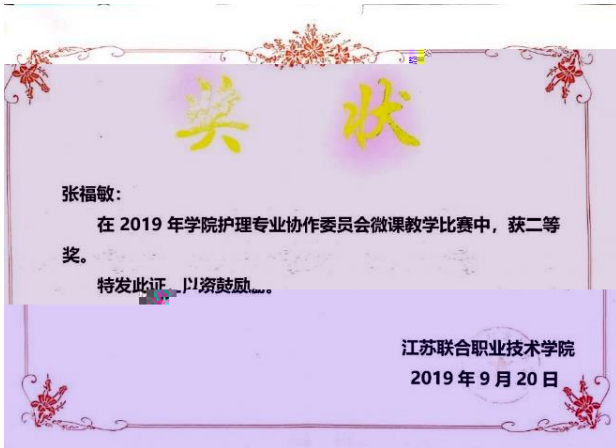 奖 状
张福敏：
在 2019 年学院护理专业协作委员会微课教学比赛中，获二等
奖。
特发此证 以资鼓励。
江苏联合职业技术学院
2019 年 9 月 20 日